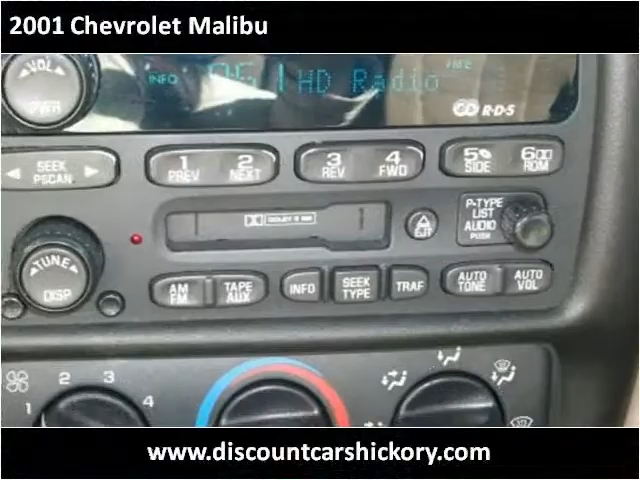 2001 Chevrolet Malibu
VOL
PWR
INFO
HD Radio
FM2
R·D·S
SEEK
PSCAN
1
PREV
2
NEXT
3
REV
4
FWD
5
SIDE
6
RDM
P-TYPE
LIST
AUDIO
PUSH
EJT
TUNE
DISP
AM
FM
TAPE
AUX
INFO
SEEK
TYPE
TRAF
AUTO
TONE
AUTO
VOL
1
2
3
4
www.discountcarshickory.com